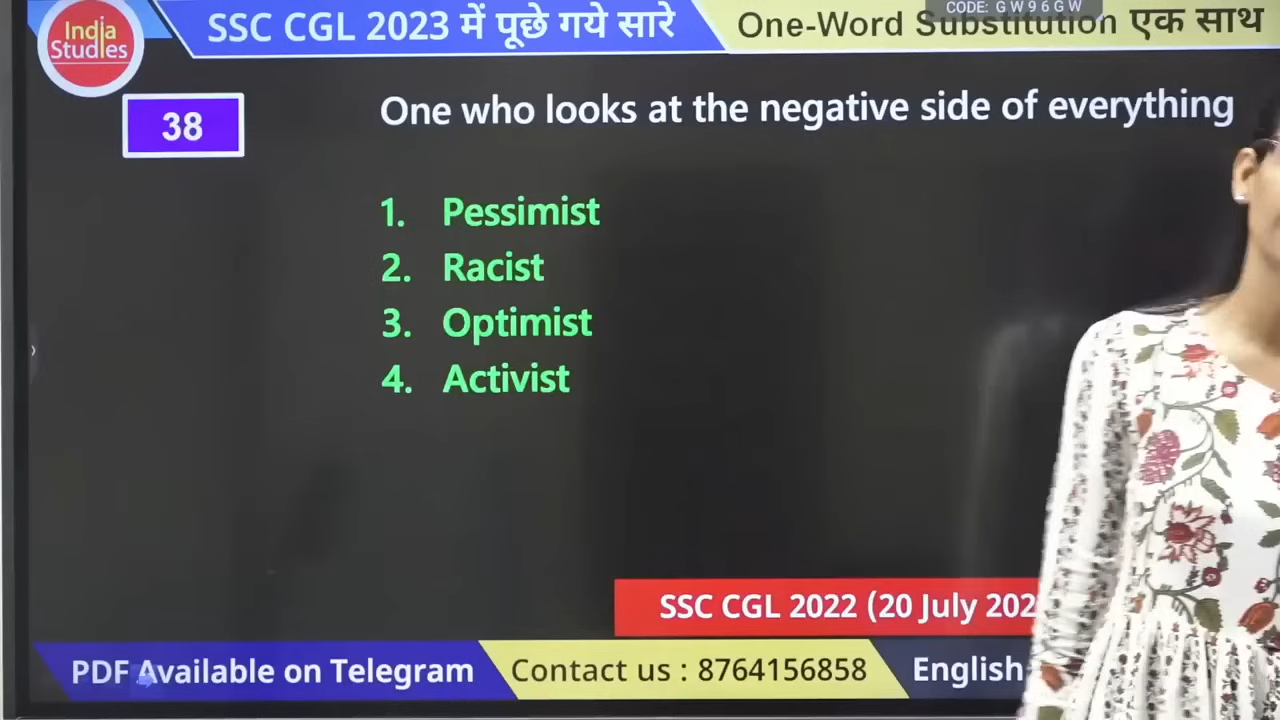 India
Studies
SSC CGL 2023 में पूछे गये सारे
One-Word Substitution एक साथ
CODE: GW96GW
38
One who looks at the negative side of everything
1. Pessimist
2. Racist
3. Optimist
4. Activist
SSC CGL 2022 (20 July 202
PDF Available on Telegram
Contact us : 8764156858
English